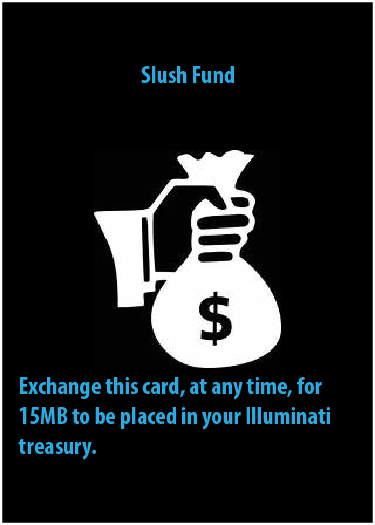 Slush Fund
$
Exchange this card, at any time, for
15MB to be placed in your Illuminati
treasury.